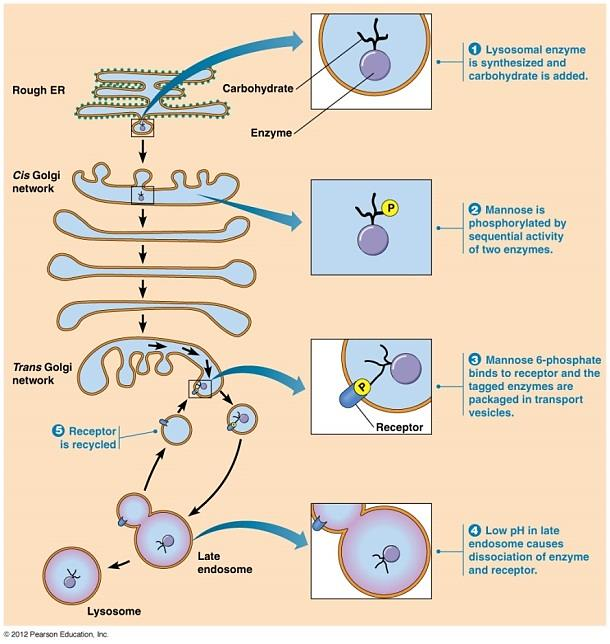 Rough ER
Carbohydrate
Enzyme
1 Lysosomal enzyme
is synthesized and
carbohydrate is added.
Cis Golgi
network
P
2 Mannose is
phosphorylated by
sequential activity
of two enzymes.
Trans Golgi
network
P
Receptor
3 Mannose 6-phosphate
binds to receptor and the
tagged enzymes are
packaged in transport
vesicles.
5 Receptor
is recycled
Late
endosome
4 Low pH in late
endosome causes
dissociation of enzyme
and receptor.
Lysosome
© 2012 Pearson Education, Inc.